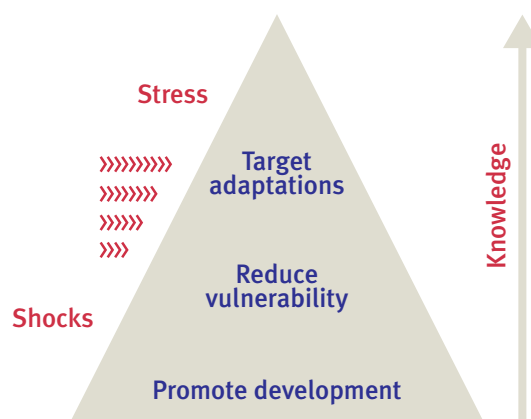 Stress
Target
adaptations
Knowledge
Reduce
vulnerability
Shocks
Promote development